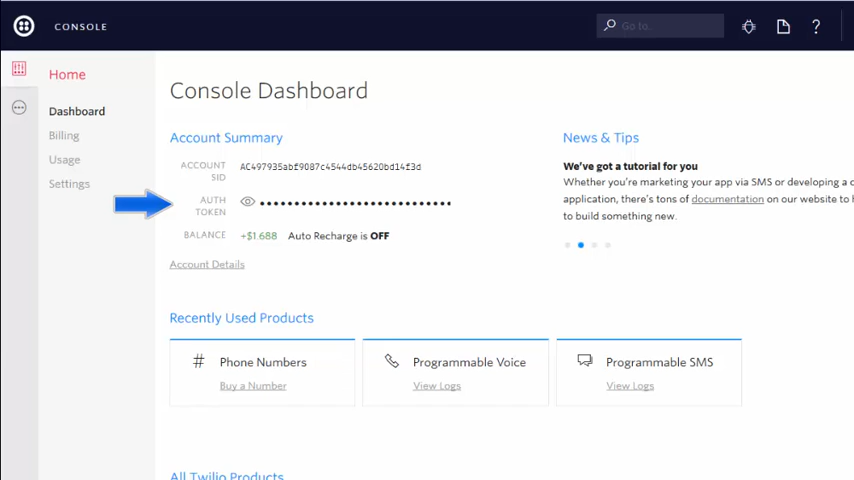 CONSOLE
Go to..
Home
Dashboard
Billing
Usage
Settings
Console Dashboard
Account Summary
ACCOUNT
SID
AC497935abf9087c4544db45620bd14f3d
AUTH
TOKEN
BALANCE
+$1.688 Auto Recharge is OFF
Account Details
News & Tips
We've got a tutorial for you
Whether you're marketing your app via SMS or developing a c
application, there's tons of documentation on our website to h
to build something new.
Recently Used Products
# Phone Numbers
Buy a Number
Programmable Voice
View Logs
Programmable SMS
View Logs
All Twilio Products